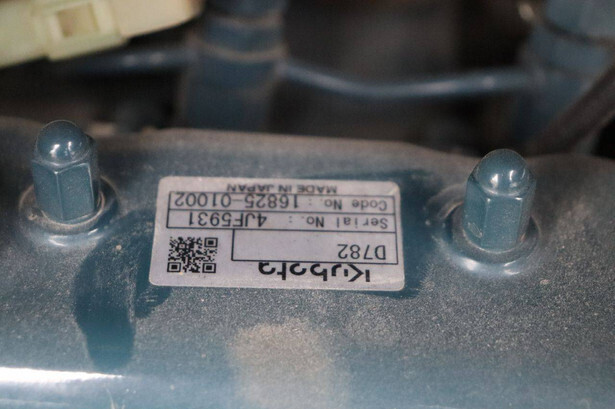 Kubota
D782
Serial No.: 4JF5931
Code No.: 16825-01002
MADE IN JAPAN